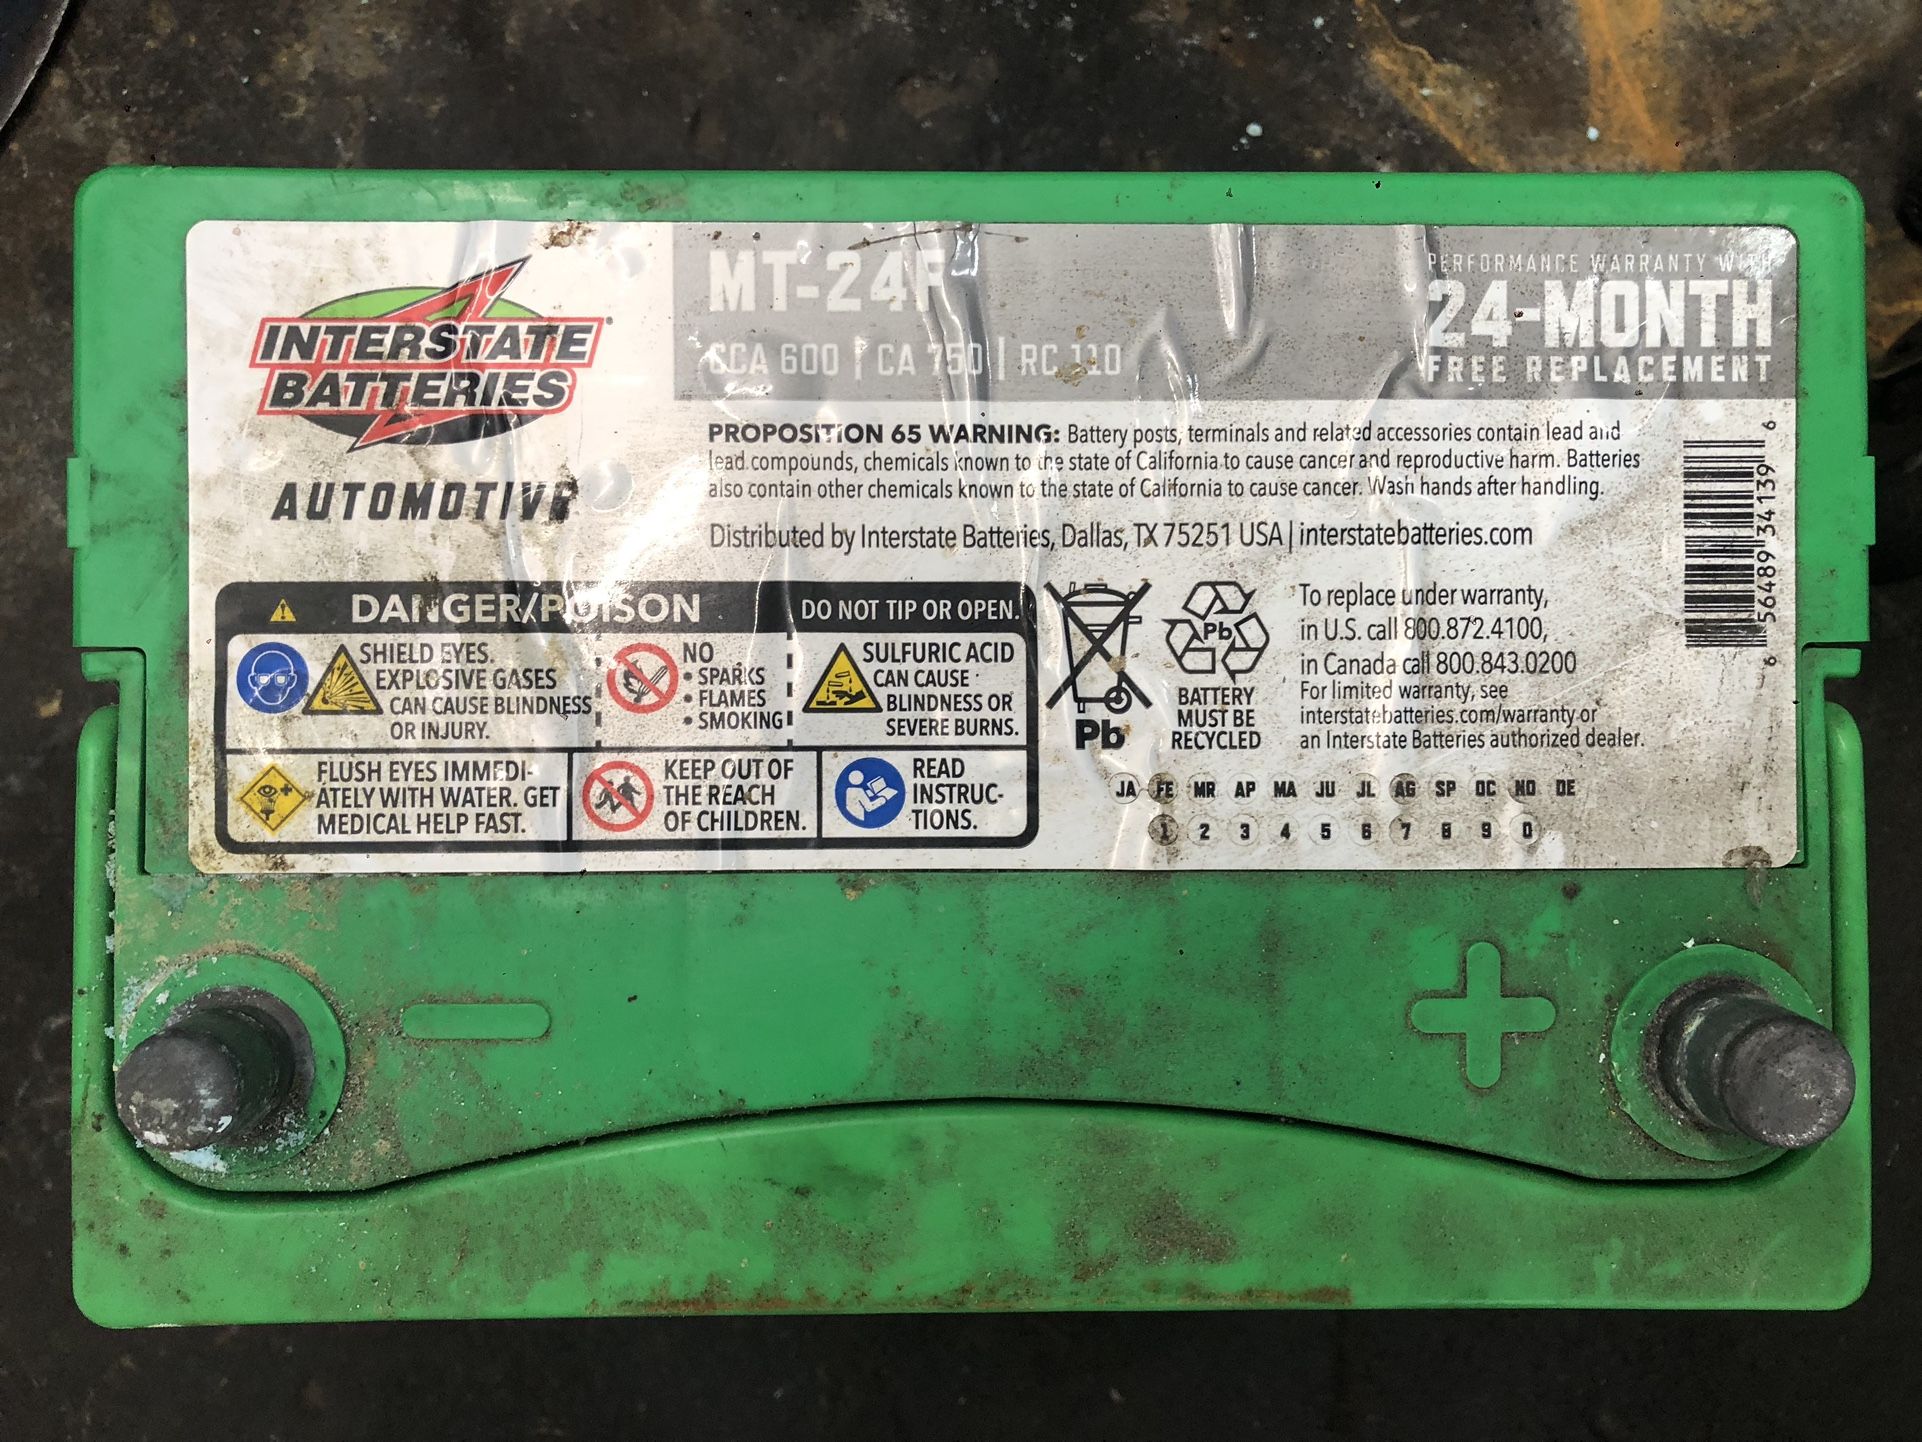 INTERSTATE
BATTERIES
AUTOMOTIVE
MT-24F
CCA 600 | CA 750 | RC 110
PERFORMANCE WARRANTY WITH
24-MONTH
FREE REPLACEMENT
PROPOSITION 65 WARNING: Battery posts, terminals and related accessories contain lead and
lead compounds, chemicals known to the state of California to cause cancer and reproductive harm. Batteries
also contain other chemicals known to the state of California to cause cancer. Wash hands after handling.
Distributed by Interstate Batteries, Dallas, TX 75251 USA | interstatebatteries.com
6 56489 34139 6
DANGER/POISON
DO NOT TIP OR OPEN.
SHIELD EYES.
EXPLOSIVE GASES
CAN CAUSE BLINDNESS
OR INJURY.
NO
• SPARKS
• FLAMES
• SMOKING
SULFURIC ACID
CAN CAUSE
BLINDNESS OR
SEVERE BURNS.
FLUSH EYES IMMEDI-
ATELY WITH WATER. GET
MEDICAL HELP FAST.
KEEP OUT OF
THE REACH
OF CHILDREN.
READ
INSTRUC-
TIONS.
Pb
Pb
BATTERY
MUST BE
RECYCLED
To replace under warranty,
in U.S. call 800.872.4100,
in Canada call 800.843.0200
For limited warranty, see
interstatebatteries.com/warranty or
an Interstate Batteries authorized dealer.
JA FE MR AP MA JU JL AG SP OC NO DE
1 2 3 4 5 6 7 8 9 0
- +